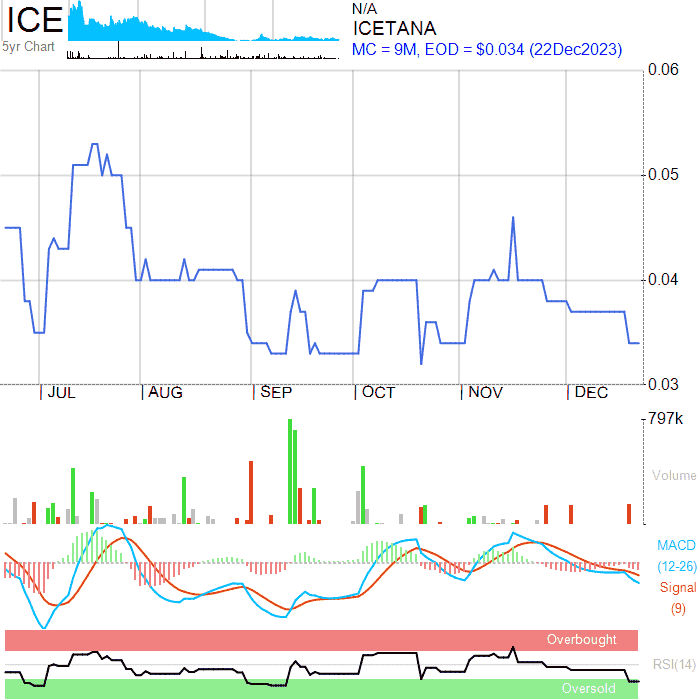 ICE
5yr Chart
N/A
ICETANA
MC = 9M, EOD = $0.034 (22Dec2023)
0.06
0.05
0.04
0.03
JUL AUG SEP OCT NOV DEC
797k
Volume
MACD
(12-26)
Signal
(9)
Overbought
RSI(14)
Oversold